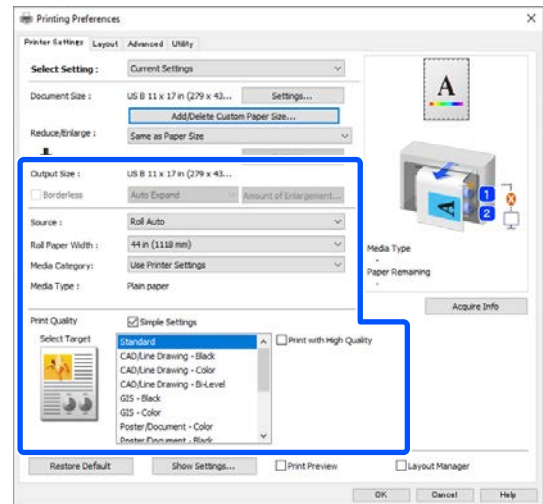 Printing Preferences
Printer Settings Layout Advanced Utility
Select Setting : Current Settings
Document Size : US B 11 x 17 in (279 x 43... Settings...
Add/Delete Custom Paper Size...
Reduce/Enlarge : Same as Paper Size
Output Size : US B 11 x 17 in (279 x 43...
Borderless Auto Expand Amount of Enlargement...
Source : Roll Auto
Roll Paper Width : 44 in (1118 mm)
Media Category: Use Printer Settings
Media Type : Plain paper
Print Quality Simple Settings
Select Target Standard Print with High Quality
CAD/Line Drawing - Black
CAD/Line Drawing - Color
CAD/Line Drawing - Bi-Level
GIS - Black
GIS - Color
Poster/Document - Color
Poster/Document - Black
A
A
1
2
Media Type
-
Paper Remaining
-
Acquire Info
Restore Default Show Settings... Print Preview Layout Manager
OK Cancel Help